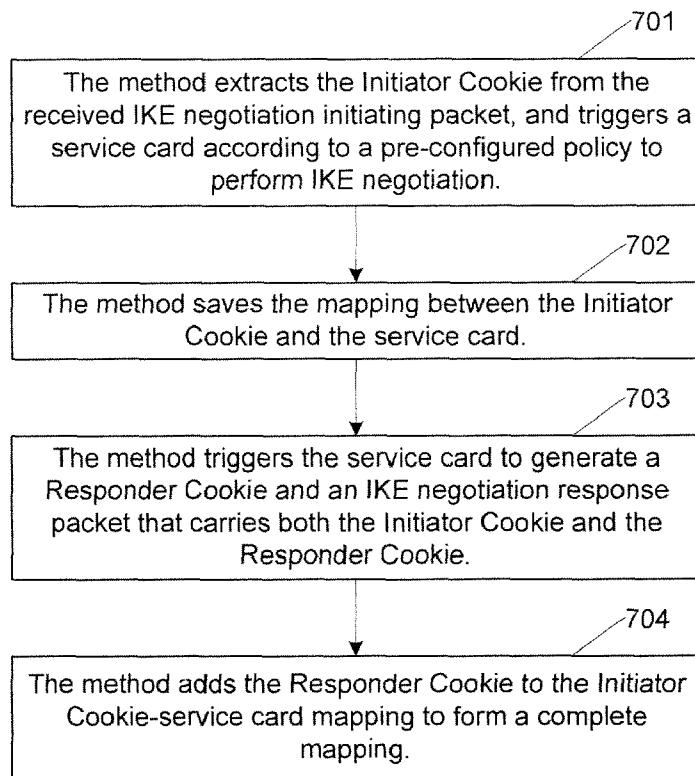 701
The method extracts the Initiator Cookie from the
received IKE negotiation initiating packet, and triggers a
service card according to a pre-configured policy to
perform IKE negotiation.
702
The method saves the mapping between the Initiator
Cookie and the service card.
703
The method triggers the service card to generate a
Responder Cookie and an IKE negotiation response
packet that carries both the Initiator Cookie and the
Responder Cookie.
704
The method adds the Responder Cookie to the Initiator
Cookie-service card mapping to form a complete
mapping.